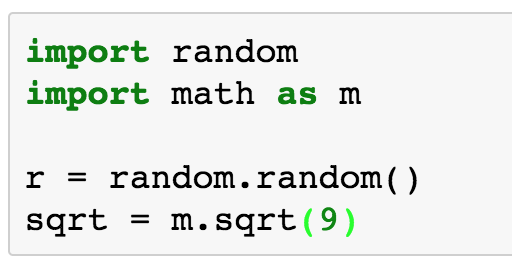 import random
import math as m
r = random.random()
sqrt = m.sqrt(9)